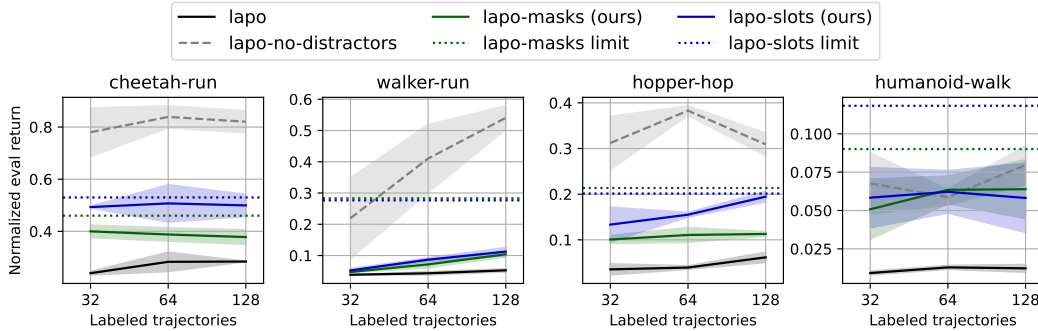 lapo lapo-masks (ours) lapo-slots (ours)
lapo-no-distractors lapo-masks limit lapo-slots limit
cheetah-run walker-run hopper-hop humanoid-walk
Normalized eval return
0.8
0.6
0.4
32 64 128
Labeled trajectories
0.6
0.5
0.4
0.3
0.2
0.1
32 64 128
Labeled trajectories
0.4
0.3
0.2
0.1
32 64 128
Labeled trajectories
0.100
0.075
0.050
0.025
32 64 128
Labeled trajectories